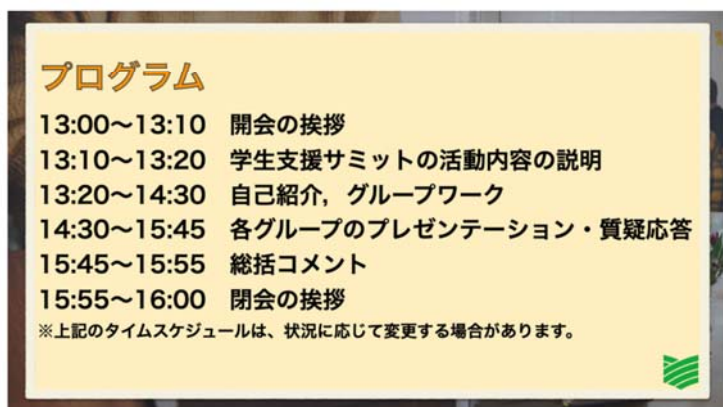 プログラム
13:00〜13:10　開会の挨拶
13:10〜13:20　学生支援サミットの活動内容の説明
13:20〜14:30　自己紹介，グループワーク
14:30〜15:45　各グループのプレゼンテーション・質疑応答
15:45〜15:55　総括コメント
15:55〜16:00　閉会の挨拶
※上記のタイムスケジュールは、状況に応じて変更する場合があります。